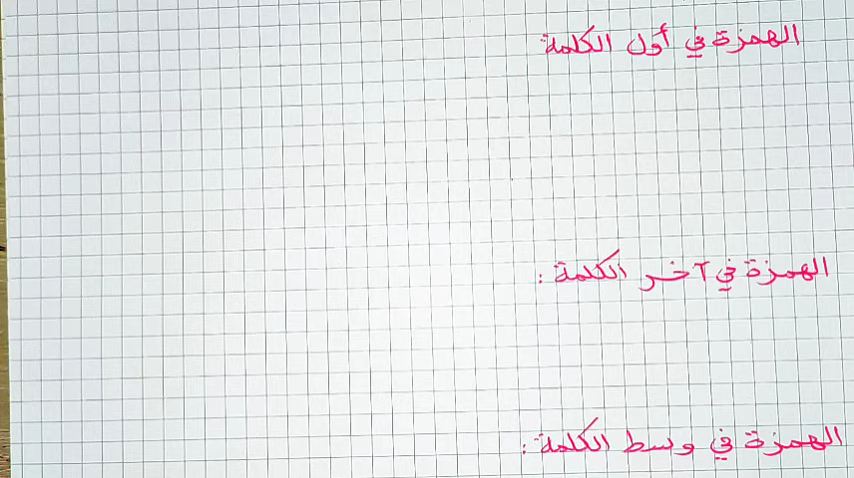 الهمزة في أول الكلمة
الهمزة في آخر الكلمة :
الهمزة في وسط الكلمة :